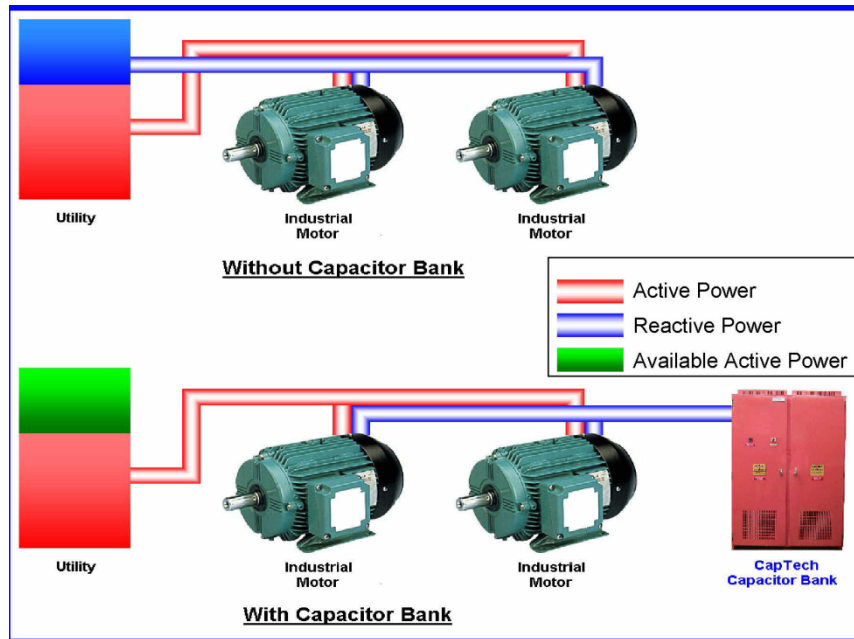 Utility
Industrial
Motor
Industrial
Motor
Without Capacitor Bank
Active Power
Reactive Power
Available Active Power
Utility
Industrial
Motor
Industrial
Motor
CapTech
Capacitor Bank
With Capacitor Bank